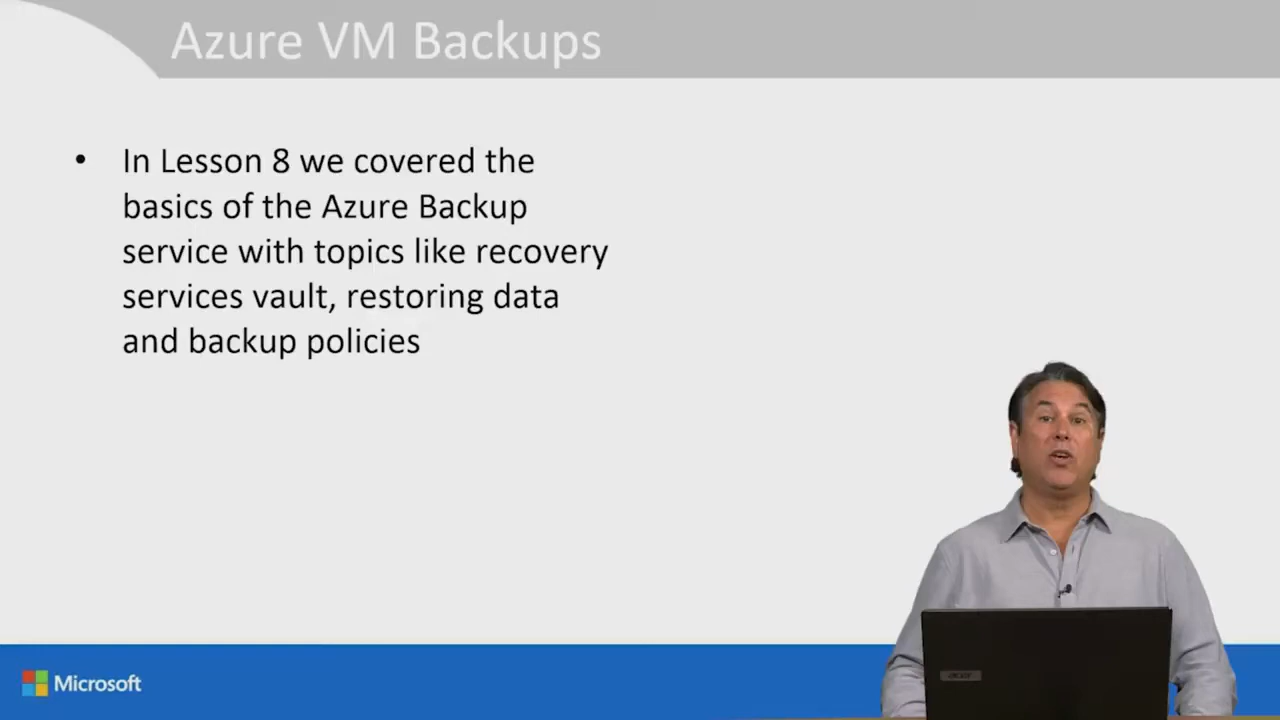 Azure VM Backups
• In Lesson 8 we covered the
basics of the Azure Backup
service with topics like recovery
services vault, restoring data
and backup policies
acer
Microsoft